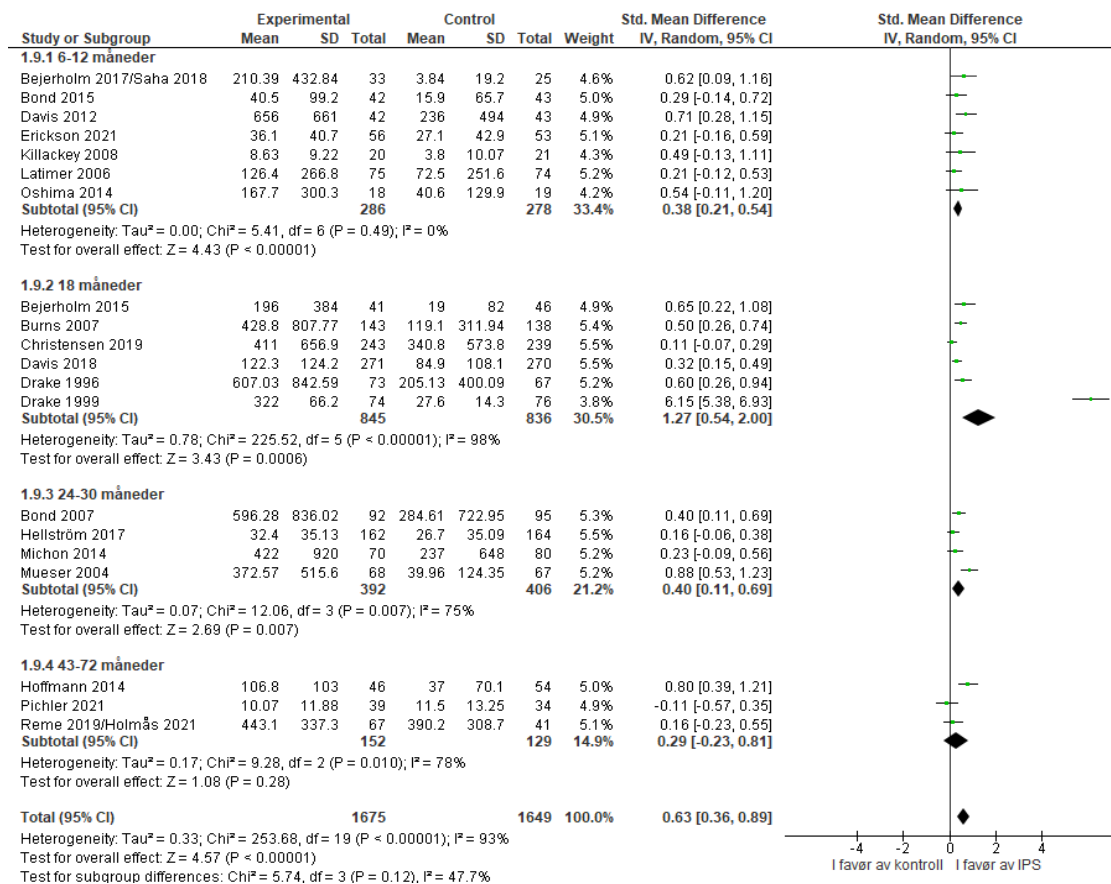 Experimental Control Std. Mean Difference Std. Mean Difference
Study or Subgroup Mean SD Total Mean SD Total Weight IV, Random, 95% CI IV, Random, 95% CI
1.9.1 6-12 måneder
Bejerholm 2017/Saha 2018 210.39 432.84 33 3.84 19.2 25 4.6% 0.62 [0.09, 1.16]
Bond 2015 40.5 99.2 42 15.9 65.7 43 5.0% 0.29 [-0.14, 0.72]
Davis 2012 656 661 42 236 494 43 5.0% 0.71 [0.28, 1.15]
Erickson 2021 36.1 40.7 56 27.1 42.9 53 5.1% 0.21 [-0.16, 0.59]
Killackey 2008 8.63 9.22 20 3.8 10.07 21 4.3% 0.49 [-0.13, 1.11]
Latimer 2006 126.4 266.8 75 72.5 251.6 74 5.2% 0.21 [-0.12, 0.53]
Oshima 2014 167.7 300.3 18 40.6 129.9 19 4.2% 0.54 [-0.11, 1.20]
Subtotal (95% CI) 286 278 33.4% 0.38 [0.21, 0.54]
Heterogeneity: Tau² = 0.00; Chi² = 5.41, df = 6 (P = 0.49); I² = 0%
Test for overall effect: Z = 4.43 (P < 0.00001)
1.9.2 18 måneder
Bejerholm 2015 196 384 41 19 82 46 4.9% 0.65 [0.22, 1.08]
Burns 2007 428.8 807.77 143 119.1 311.94 138 5.4% 0.50 [0.26, 0.74]
Christensen 2019 411 656.9 243 340.8 573.8 239 5.5% 0.11 [-0.07, 0.29]
Davis 2018 122.3 124.2 271 84.9 108.1 270 5.5% 0.32 [0.15, 0.49]
Drake 1996 607.03 842.59 73 205.13 400.09 67 5.2% 0.60 [0.26, 0.94]
Drake 1999 322 66.2 74 27.6 14.3 76 3.8% 6.15 [5.38, 6.93]
Subtotal (95% CI) 845 836 30.5% 1.27 [0.54, 2.00]
Heterogeneity: Tau² = 0.78; Chi² = 225.52, df = 5 (P < 0.00001); I² = 98%
Test for overall effect: Z = 3.43 (P = 0.0006)
1.9.3 24-30 måneder
Bond 2007 596.28 836.02 92 284.61 722.95 95 5.3% 0.40 [0.11, 0.69]
Hellström 2017 32.4 35.13 162 26.7 35.09 164 5.4% 0.16 [-0.06, 0.38]
Michon 2014 422 920 70 237 648 80 5.2% 0.23 [-0.09, 0.56]
Mueser 2004 372.57 515.6 68 39.96 124.35 67 5.2% 0.88 [0.53, 1.23]
Subtotal (95% CI) 392 406 21.2% 0.40 [0.11, 0.69]
Heterogeneity: Tau² = 0.07; Chi² = 12.06, df = 3 (P = 0.007); I² = 75%
Test for overall effect: Z = 2.69 (P = 0.007)
1.9.4 43-72 måneder
Hoffmann 2014 106.8 103 46 37 70.1 54 5.0% 0.80 [0.39, 1.21]
Pichler 2021 10.07 11.88 39 11.5 13.25 34 4.8% -0.11 [-0.57, 0.35]
Reme 2019/Holmås 2021 443.1 337.3 67 390.2 308.7 41 5.1% 0.16 [-0.23, 0.55]
Subtotal (95% CI) 152 129 14.9% 0.29 [-0.23, 0.81]
Heterogeneity: Tau² = 0.17; Chi² = 9.28, df = 2 (P = 0.010); I² = 78%
Test for overall effect: Z = 1.08 (P = 0.28)
Total (95% CI) 1675 1649 100.0% 0.63 [0.36, 0.89]
Heterogeneity: Tau² = 0.33; Chi² = 253.68, df = 19 (P < 0.00001); I² = 93%
Test for overall effect: Z = 4.57 (P < 0.00001)
Test for subgroup differences: Chi² = 5.74, df = 3 (P = 0.12), I² = 47.7%
-4 -2 0 2 4
I favør av kontroll I favør av IPS